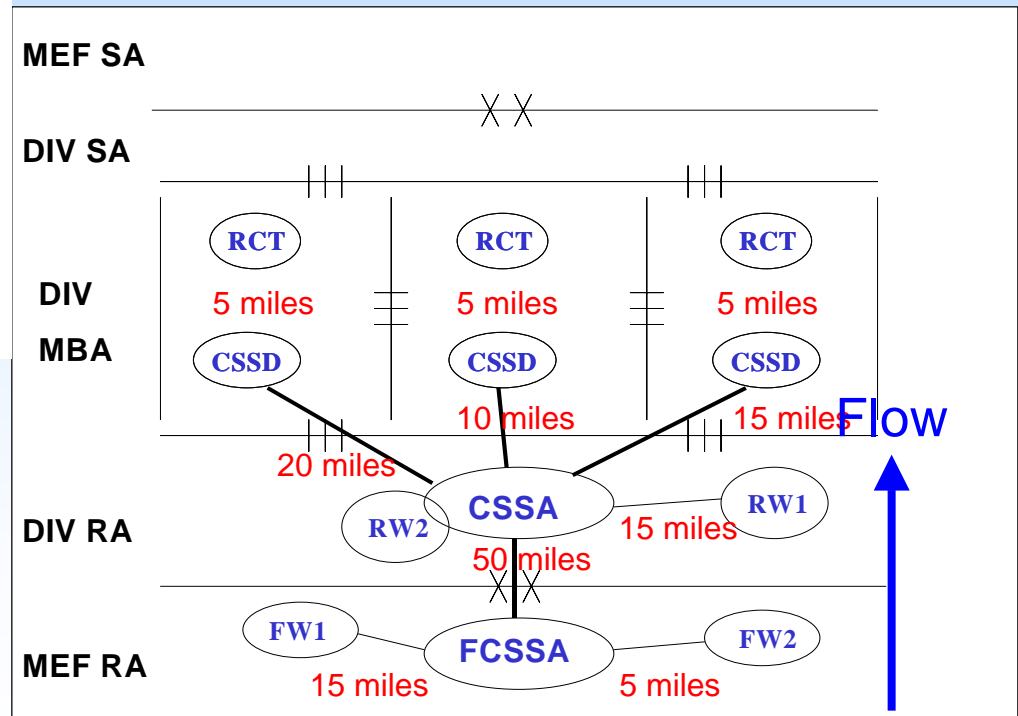 MEF SA
DIV SA
RCT RCT RCT
DIV
5 miles 5 miles 5 miles
MBA
CSSD CSSD CSSD
10 miles 15 miles
Flow
20 miles
CSSA
RW2 RW1
DIV RA
15 miles
50 miles
FW1 FW2
FCSSA
MEF RA
15 miles 5 miles